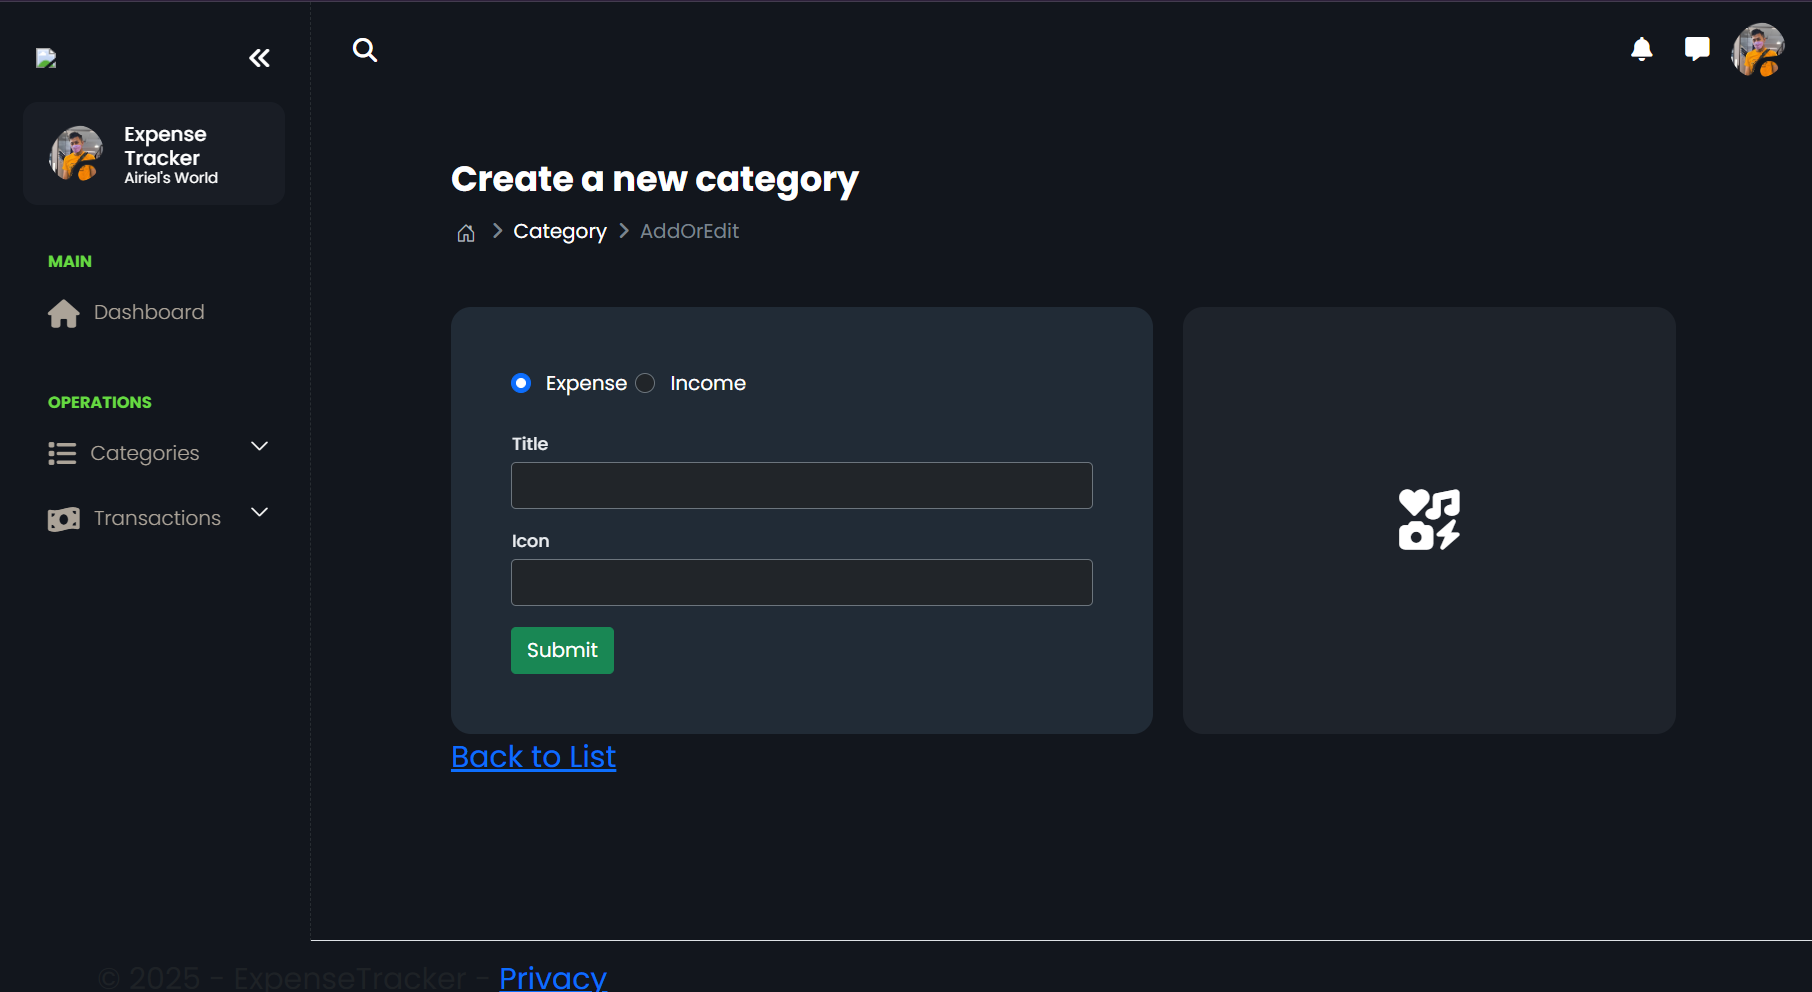 Expense
Tracker
Airiel's World
MAIN
Dashboard
OPERATIONS
Categories
Transactions
Create a new category
Category
AddOrEdit
Expense
Income
Title
Icon
Submit
Back to List
© 2025 - ExpenseTracker - Privacy